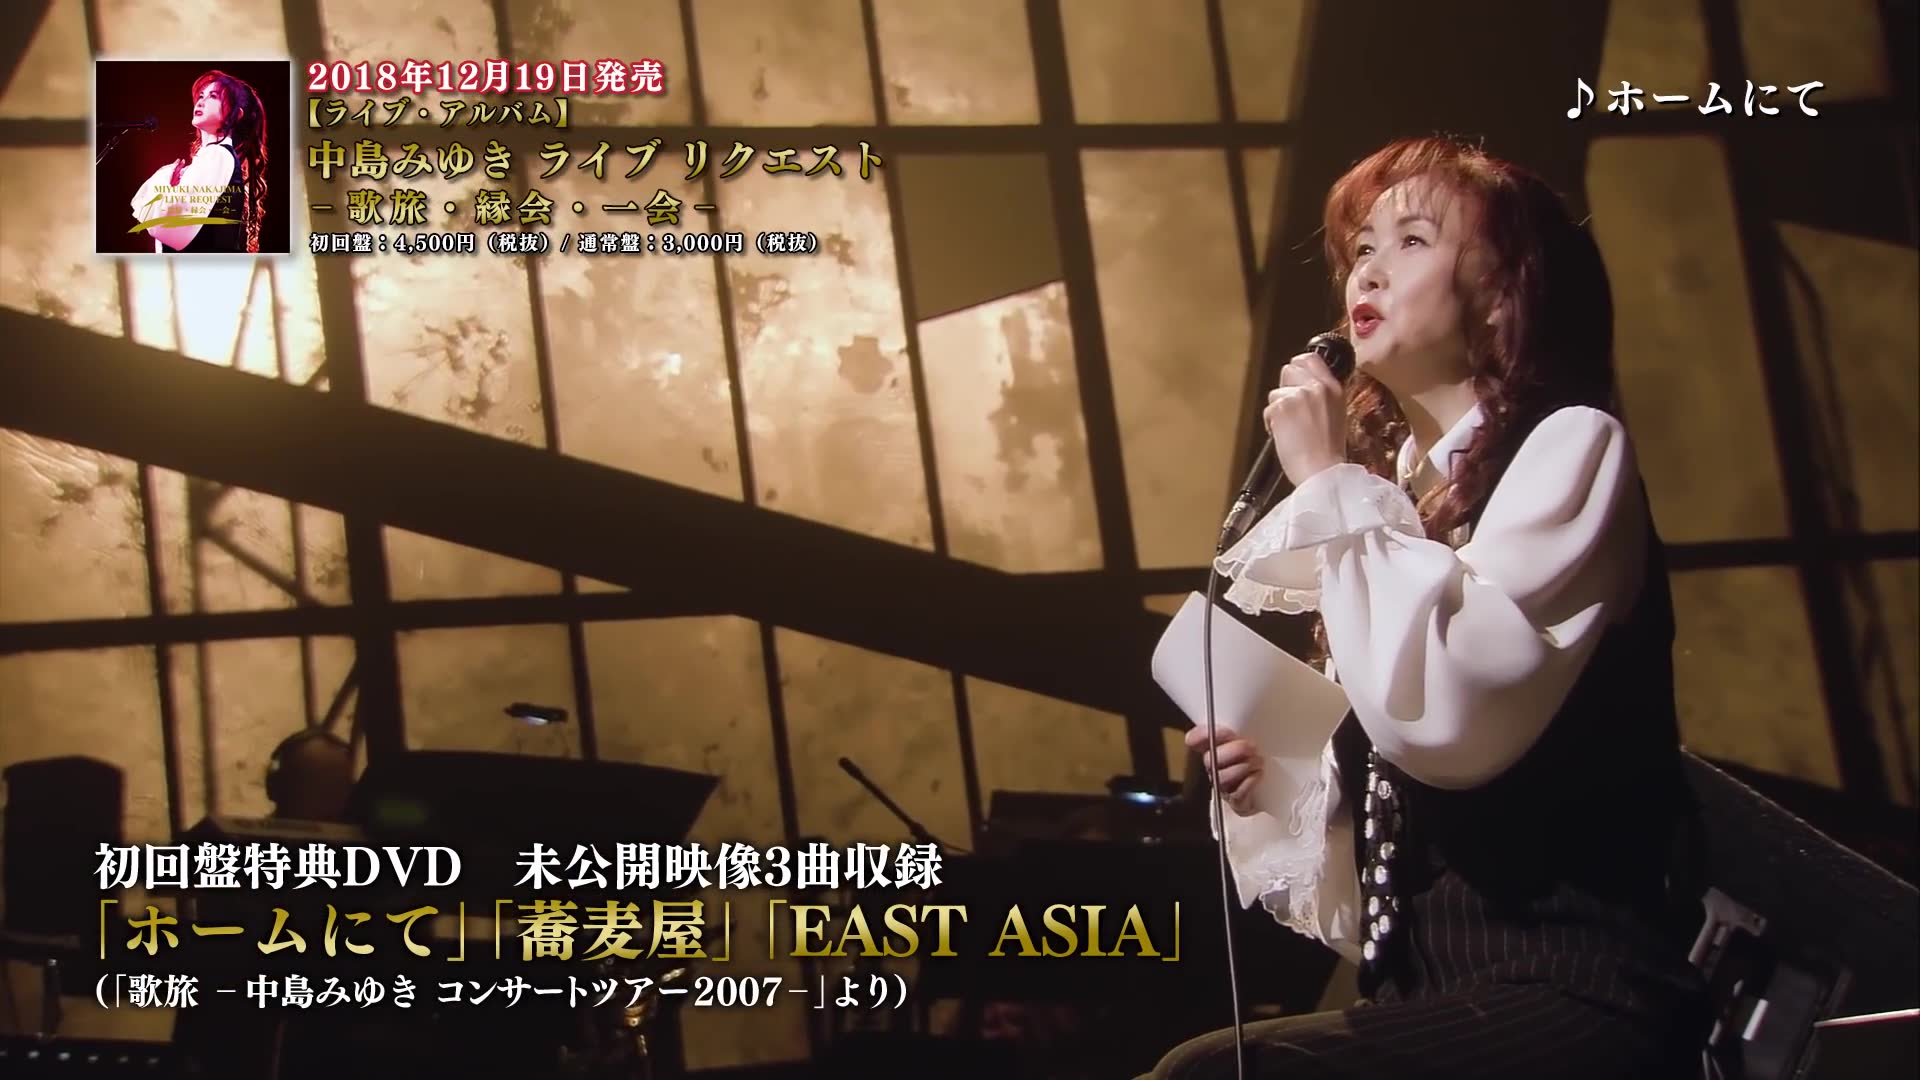 2018年12月19日発売
【ライブ・アルバム】
中島みゆき ライブ リクエスト
－歌旅・縁会・一会－
初回盤：4,500円（税抜）/ 通常盤：3,000円（税抜）
MIYUKI NAKAJIMA
LIVE REQUEST
－歌旅・縁会・一会－
♪ホームにて
初回盤特典DVD　未公開映像3曲収録
「ホームにて」「蕎麦屋」「EAST ASIA」
（「歌旅 －中島みゆき コンサートツアー2007－」より）